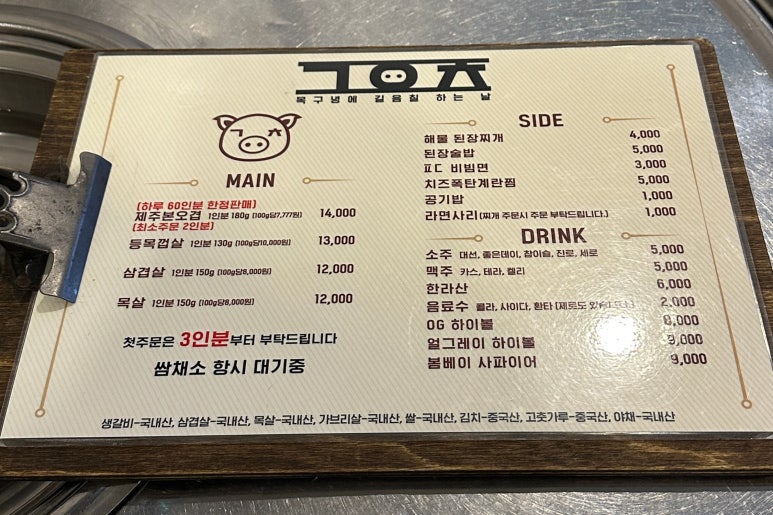 그음츠
목구녕에 길음칠 하는 날
ㄱ ㅊ
MAIN
(하루 60인분 한정판매)
제주본오겹 1인분 180g (100g당7,777원) 14,000
(최소주문 2인분)
등목껍살 1인분 130g (100g당10,000원) 13,000
삼겹살 1인분 150g (100g당8,000원) 12,000
목살 1인분 150g (100g당8,000원) 12,000
첫주문은 3인분부터 부탁드립니다
쌈채소 항시 대기중
SIDE
해물 된장찌개 4,000
된장술밥 5,000
ㅍㄷ 비빔면 3,000
치즈폭탄계란찜 5,000
공기밥 1,000
라면사리 (찌개 주문시 주문 부탁드립니다.) 1,000
DRINK
소주 대선, 좋은데이, 참이슬, 진로, 새로 5,000
맥주 카스, 테라, 켈리 5,000
한라산 6,000
음료수 콜라, 사이다, 환타 (제로도 있 2,000
OG 하이볼 8,000
얼그레이 하이볼 9,000
봄베이 사파이어 9,000
생갈비-국내산, 삼겹살-국내산, 목살-국내산, 가브리살-국내산, 쌀-국내산, 김치-중국산, 고춧가루-중국산, 야채-국내산